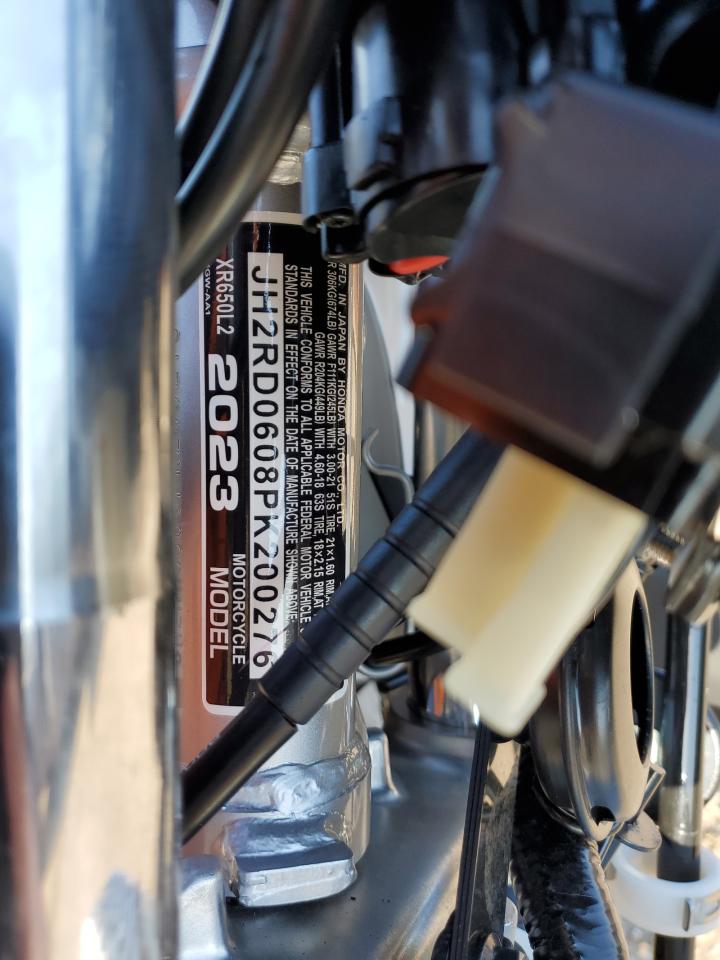 MFD. IN JAPAN BY HONDA MOTOR CO., LTD.
R 306KG(674LB) GAWR F111KG(245LB) WITH 3.00-21 51S TIRE, 21×1.60 RIM,
GAWR R204KG(449LB) WITH 4.60-18 63S TIRE, 18×2.15 RIM,AT
THIS VEHICLE CONFORMS TO ALL APPLICABLE FEDERAL MOTOR VEHICLE
STANDARDS IN EFFECT ON THE DATE OF MANUFACTURE SHOWN ABOVE.
JH2RD0608PK200276
MOTORCYCLE
XR650L2 2023 MODEL